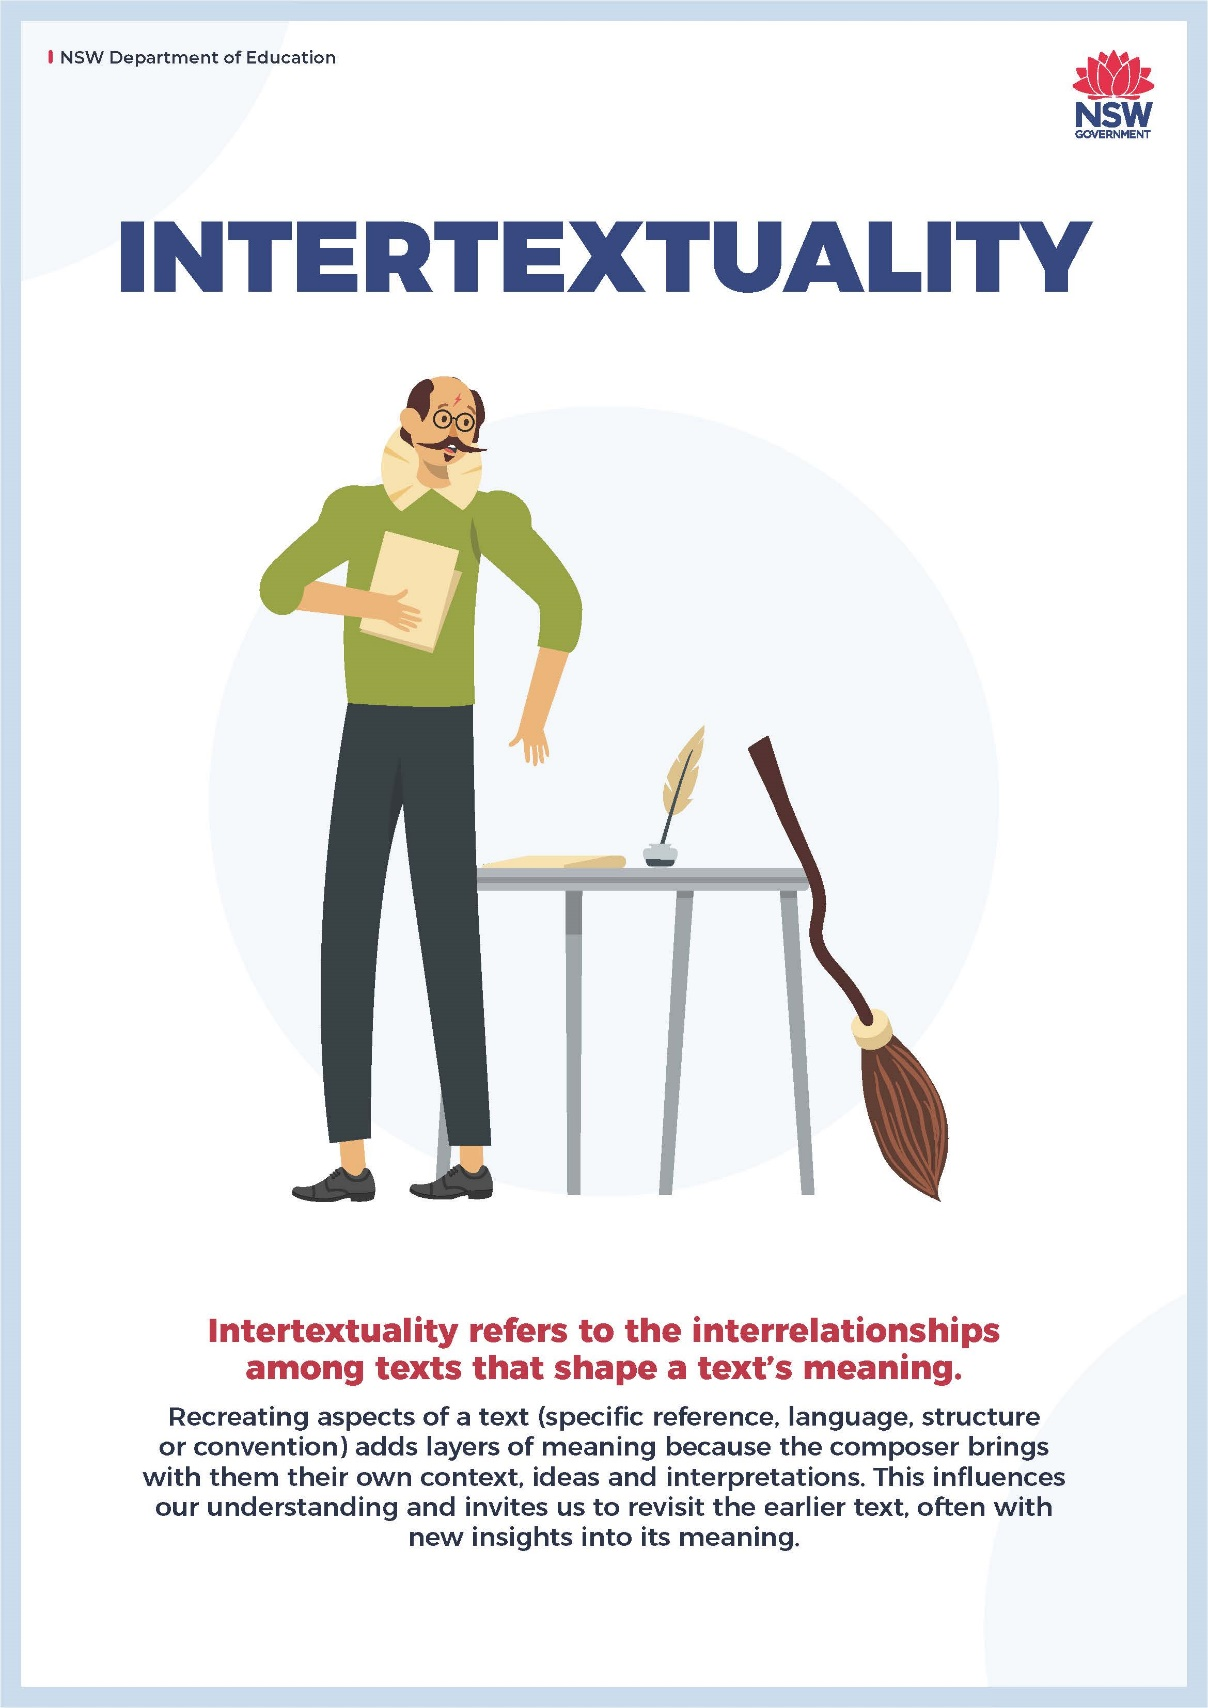 NSW Department of Education
NSW
GOVERNMENT
INTERTEXTUALITY
Intertextuality refers to the interrelationships
among texts that shape a text’s meaning.
Recreating aspects of a text (specific reference, language, structure
or convention) adds layers of meaning because the composer brings
with them their own context, ideas and interpretations. This influences
our understanding and invites us to revisit the earlier text, often with
new insights into its meaning.